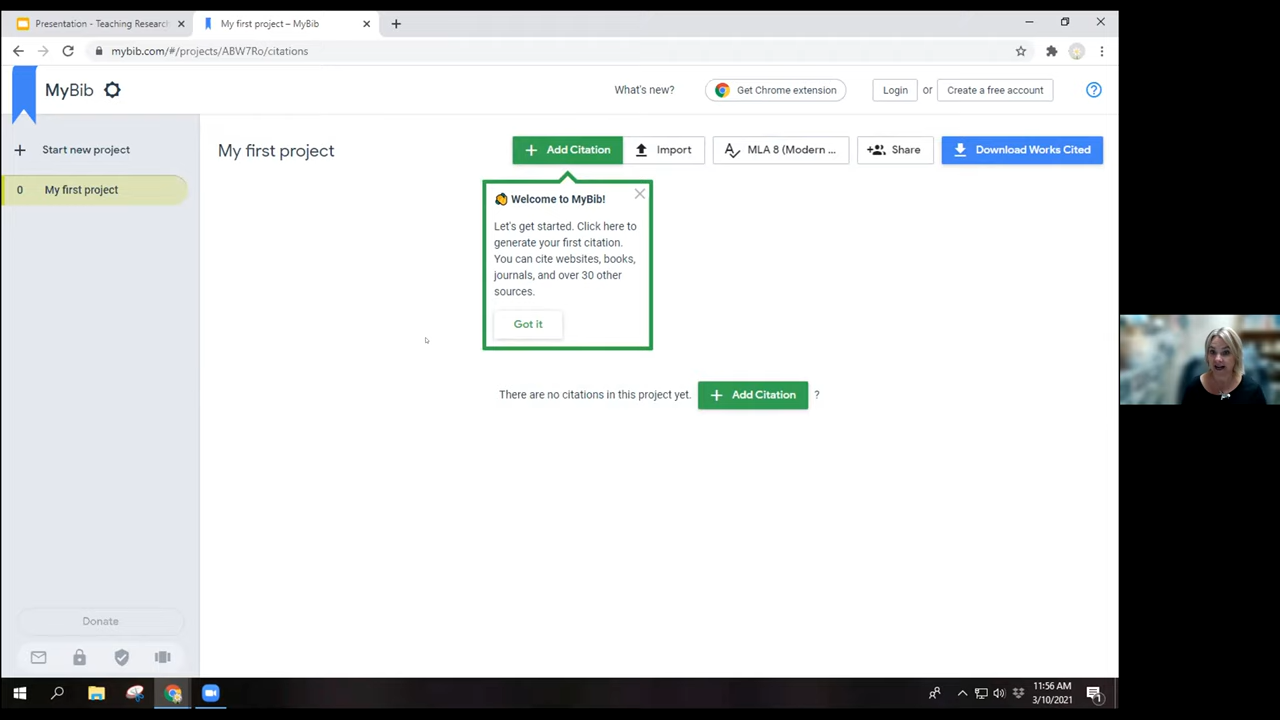 Presentation - Teaching Research
My first project – MyBib
mybib.com/#/projects/ABW7Ro/citations
MyBib
What's new?
Get Chrome extension
Login
or
Create a free account
Start new project
0 My first project
My first project
Add Citation
Import
MLA 8 (Modern ...
Share
Download Works Cited
Welcome to MyBib!
Let's get started. Click here to
generate your first citation.
You can cite websites, books,
journals, and over 30 other
sources.
Got it
There are no citations in this project yet.
Add Citation
?
Donate
11:56 AM
3/10/2021
1